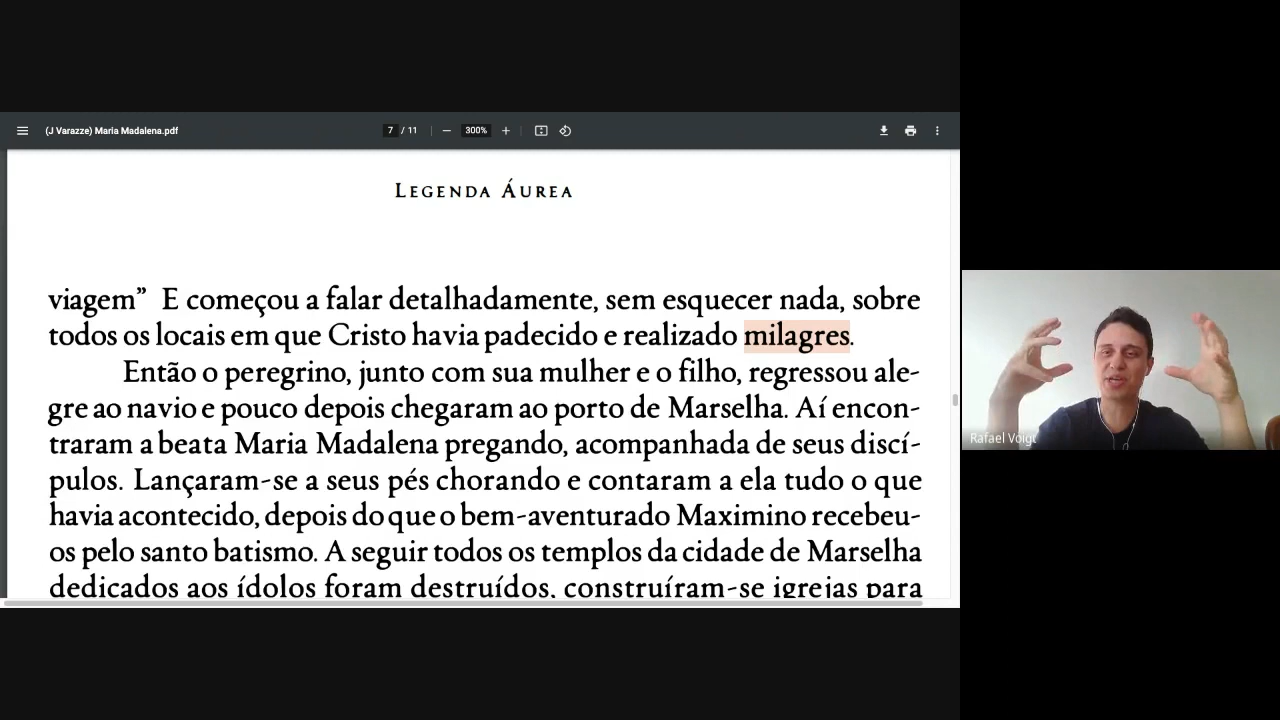 (J Varazze) Maria Madalena.pdf
7 / 11
300%
LEGENDA ÁUREA
viagem” E começou a falar detalhadamente, sem esquecer nada, sobre
todos os locais em que Cristo havia padecido e realizado milagres.
Então o peregrino, junto com sua mulher e o filho, regressou ale-
gre ao navio e pouco depois chegaram ao porto de Marselha. Aí encon-
traram a beata Maria Madalena pregando, acompanhada de seus discí-
pulos. Lançaram-se a seus pés chorando e contaram a ela tudo o que
havia acontecido, depois do que o bem-aventurado Maximino recebeu-
os pelo santo batismo. A seguir todos os templos da cidade de Marselha
dedicados aos ídolos foram destruídos, construíram-se igrejas para
Rafael Voigt